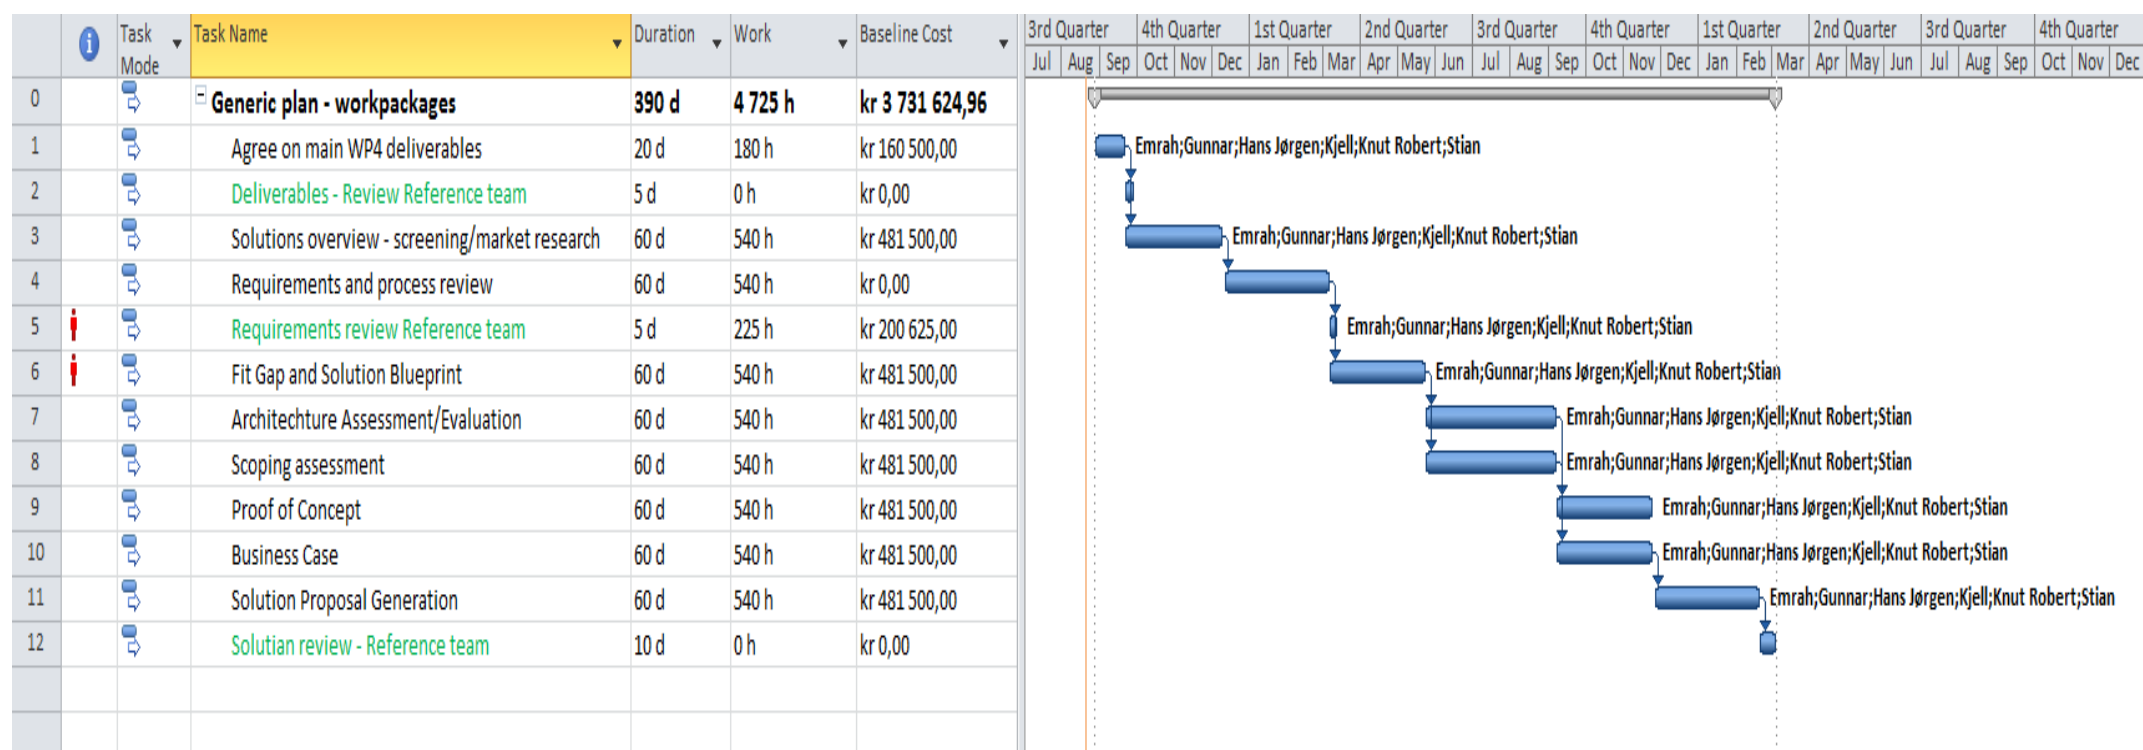 Task Mode	Task Name	Duration	Work	Baseline Cost
3rd Quarter	4th Quarter	1st Quarter	2nd Quarter	3rd Quarter	4th Quarter	1st Quarter	2nd Quarter	3rd Quarter	4th Quarter
Jul	Aug	Sep	Oct	Nov	Dec	Jan	Feb	Mar	Apr	May	Jun	Jul	Aug	Sep	Oct	Nov	Dec	Jan	Feb	Mar	Apr	May	Jun	Jul	Aug	Sep	Oct	Nov	Dec
0	Generic plan - workpackages	390 d	4 725 h	kr 3 731 624,96
1	Agree on main WP4 deliverables	20 d	180 h	kr 160 500,00	Emrah;Gunnar;Hans Jørgen;Kjell;Knut Robert;Stian
2	Deliverables - Review Reference team	5 d	0 h	kr 0,00
3	Solutions overview - screening/market research	60 d	540 h	kr 481 500,00	Emrah;Gunnar;Hans Jørgen;Kjell;Knut Robert;Stian
4	Requirements and process review	60 d	540 h	kr 0,00
5	Requirements review Reference team	5 d	225 h	kr 200 625,00	Emrah;Gunnar;Hans Jørgen;Kjell;Knut Robert;Stian
6	Fit Gap and Solution Blueprint	60 d	540 h	kr 481 500,00	Emrah;Gunnar;Hans Jørgen;Kjell;Knut Robert;Stian
7	Architechture Assessment/Evaluation	60 d	540 h	kr 481 500,00	Emrah;Gunnar;Hans Jørgen;Kjell;Knut Robert;Stian
8	Scoping assessment	60 d	540 h	kr 481 500,00	Emrah;Gunnar;Hans Jørgen;Kjell;Knut Robert;Stian
9	Proof of Concept	60 d	540 h	kr 481 500,00	Emrah;Gunnar;Hans Jørgen;Kjell;Knut Robert;Stian
10	Business Case	60 d	540 h	kr 481 500,00	Emrah;Gunnar;Hans Jørgen;Kjell;Knut Robert;Stian
11	Solution Proposal Generation	60 d	540 h	kr 481 500,00	Emrah;Gunnar;Hans Jørgen;Kjell;Knut Robert;Stian
12	Solutian review - Reference team	10 d	0 h	kr 0,00